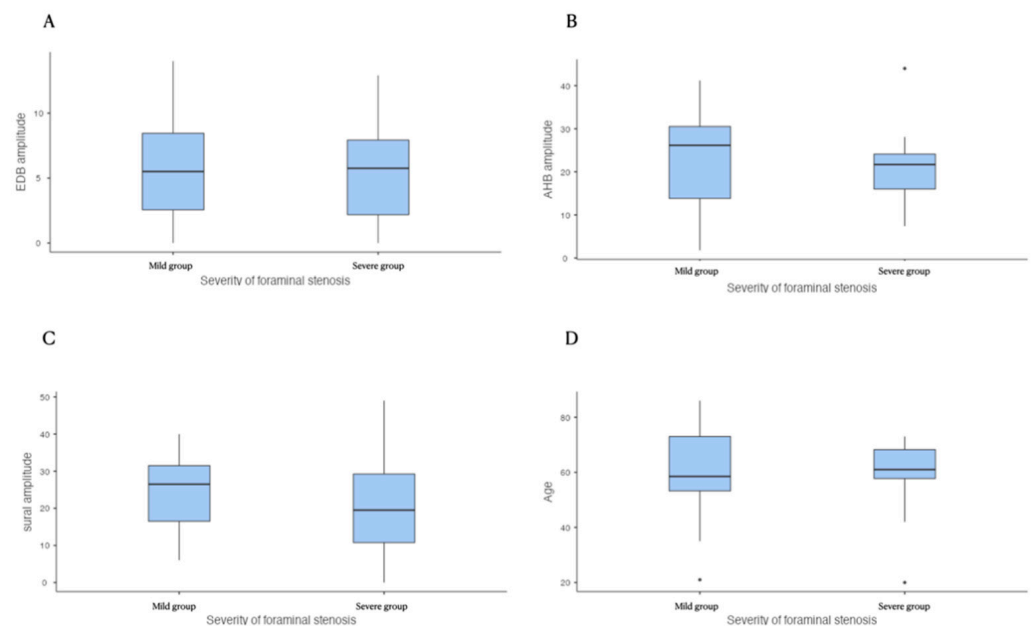 A
EDB amplitude
10
5
0
Mild group
Severe group
Severity of foraminal stenosis
B
AHB amplitude
40
30
20
10
0
Mild group
Severe group
Severity of foraminal stenosis
C
sural amplitude
50
40
30
20
10
0
Mild group
Severe group
Severity of foraminal stenosis
D
Age
80
60
40
20
Mild group
Severe group
Severity of foraminal stenosis